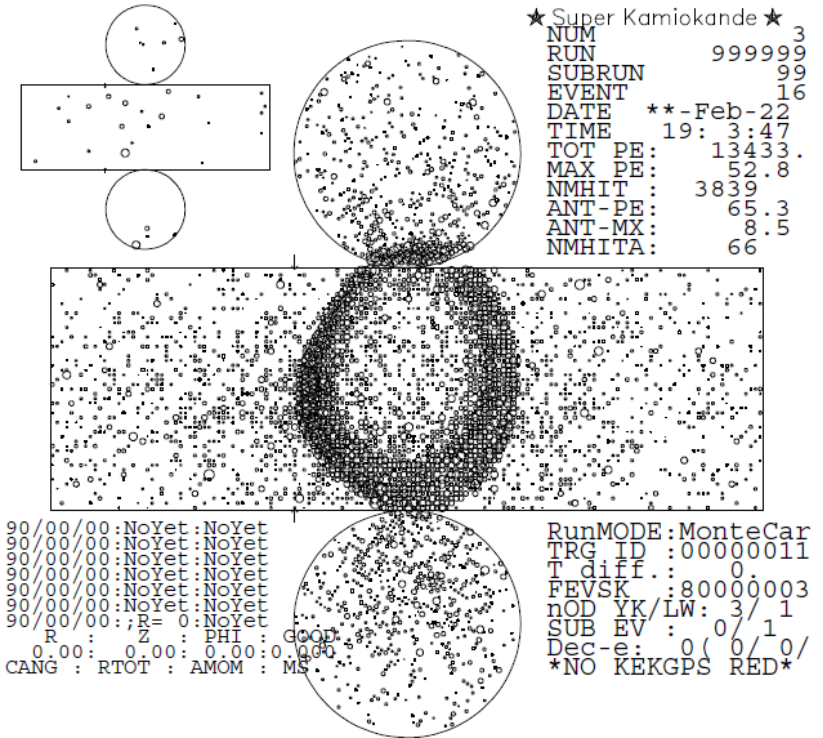 ★ Super Kamiokande ★
NUM 3
RUN 999999
SUBRUN 99
EVENT 16
DATE **-Feb-22
TIME 19: 3:47
TOT PE: 13433.
MAX PE: 52.8
NMHIT : 3839
ANT-PE: 65.3
ANT-MX: 8.5
NMHITA: 66
90/00/00:NoYet:NoYet
90/00/00:NoYet:NoYet
90/00/00:NoYet:NoYet
90/00/00:NoYet:NoYet
90/00/00:NoYet:NoYet
90/00/00:NoYet:NoYet
90/00/00:;R= 0:NoYet
R : Z : PHI : GOOD
0.00: 0.00: 0.00:0.000
CANG : RTOT : AMOM : MS
RunMODE:MonteCar
TRG ID :00000011
T diff.: 0.
FEVSK :80000003
nOD YK/LW: 3/ 1
SUB EV : 0/ 1
Dec-e: 0( 0/ 0/
*NO KEKGPS RED*